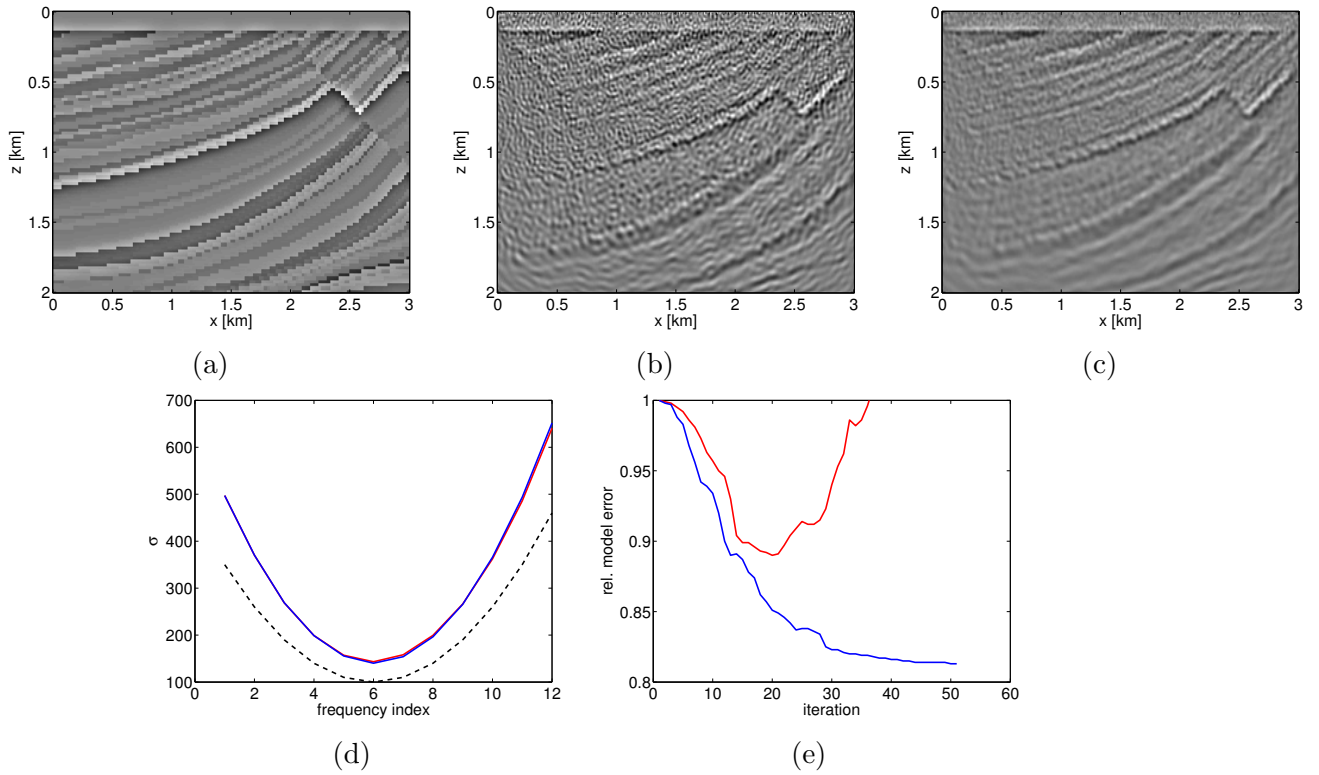 0
0.5
1
1.5
2
z [km]
0 0.5 1 1.5 2 2.5 3
x [km]
(a)
0
0.5
1
1.5
2
z [km]
0 0.5 1 1.5 2 2.5 3
x [km]
(b)
0
0.5
1
1.5
2
z [km]
0 0.5 1 1.5 2 2.5 3
x [km]
(c)
700
600
500
400
300
200
100
σ
0 2 4 6 8 10 12
frequency index
(d)
1
0.95
0.9
0.85
0.8
rel. model error
0 10 20 30 40 50 60
iteration
(e)